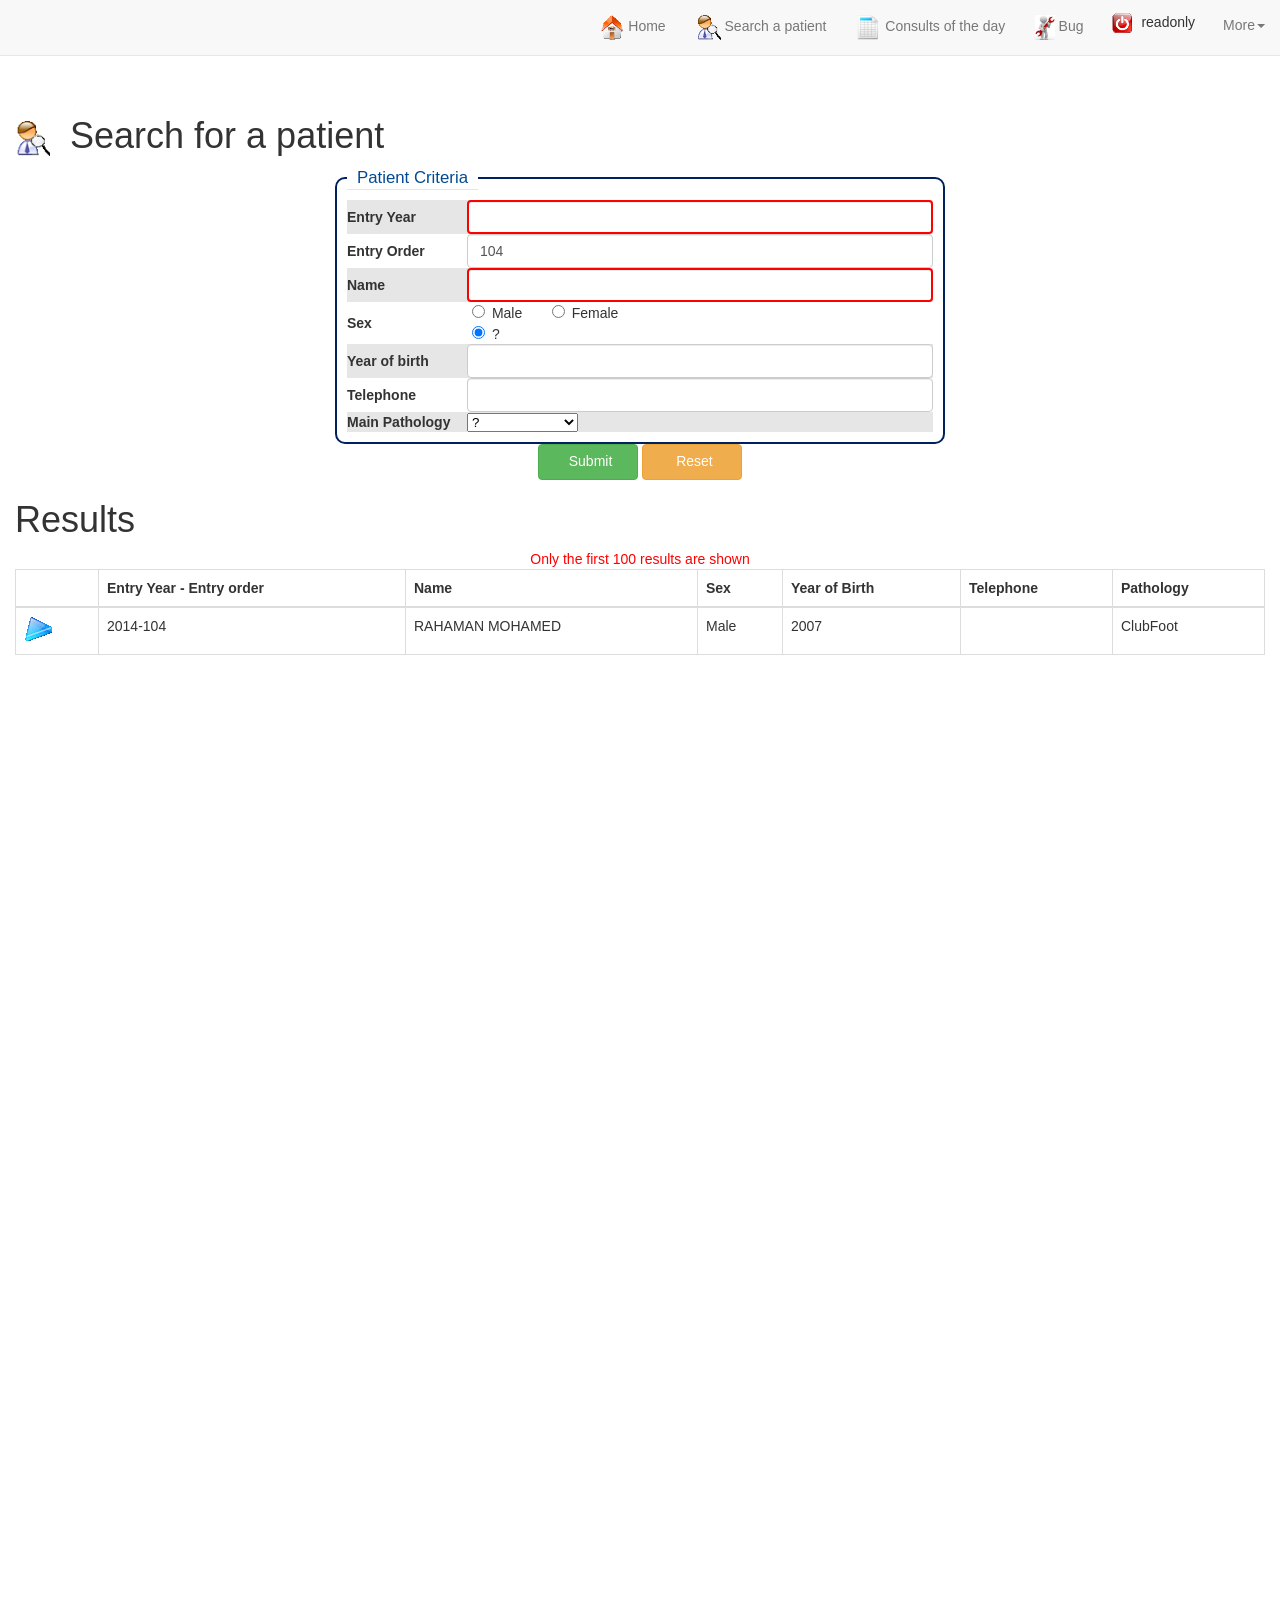 Home Search a patient Consults of the day Bug readonly More
Search for a patient
Patient Criteria
Entry Year
Entry Order 104
Name
Sex Male Female
?
Year of birth
Telephone
Main Pathology ?
Submit Reset
Results
Only the first 100 results are shown
Entry Year - Entry order Name Sex Year of Birth Telephone Pathology
2014-104 RAHAMAN MOHAMED Male 2007 ClubFoot